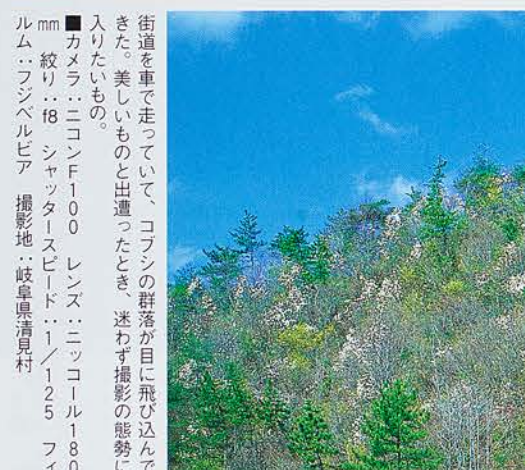 街道を車で走っていて、コブシの群落が目に飛び込んで
きた。美しいものと出遭ったとき、迷わず撮影の態勢に
入りたいもの。
■カメラ：ニコンF100　レンズ：ニッコール180
mm　絞り：f8　シャッタースピード：1／125　フィ
ルム：フジベルビア　撮影地：岐阜県清見村